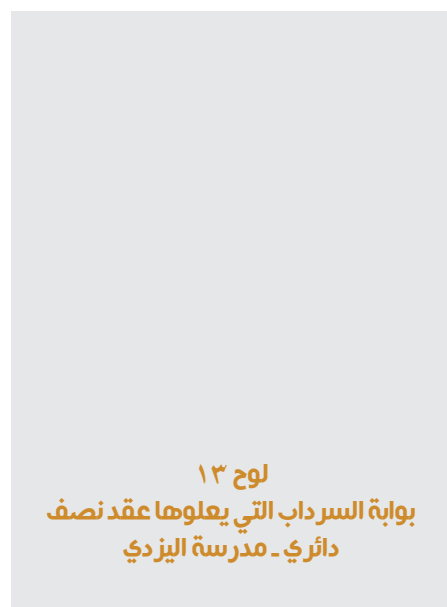 لوح ١٣
بوابة السرداب التي يعلوها عقد نصف
دائري ـ مدرسة اليزدي